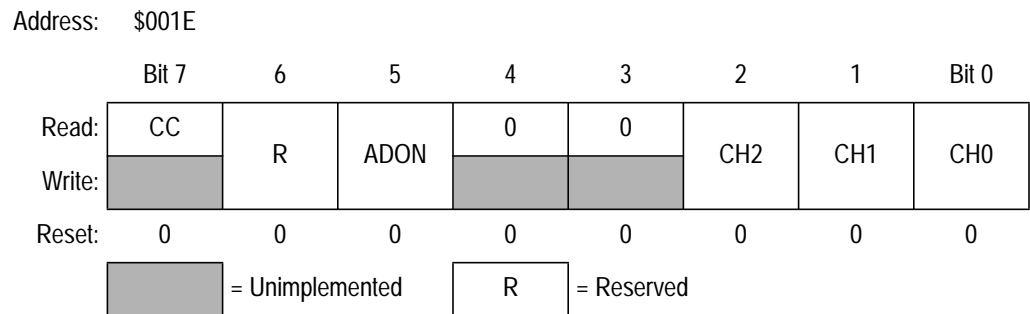 Address: $001E
Bit 7 6 5 4 3 2 1 Bit 0
Read: CC R ADON 0 0 CH2 CH1 CH0
Write:
Reset: 0 0 0 0 0 0 0 0
= Unimplemented R = Reserved